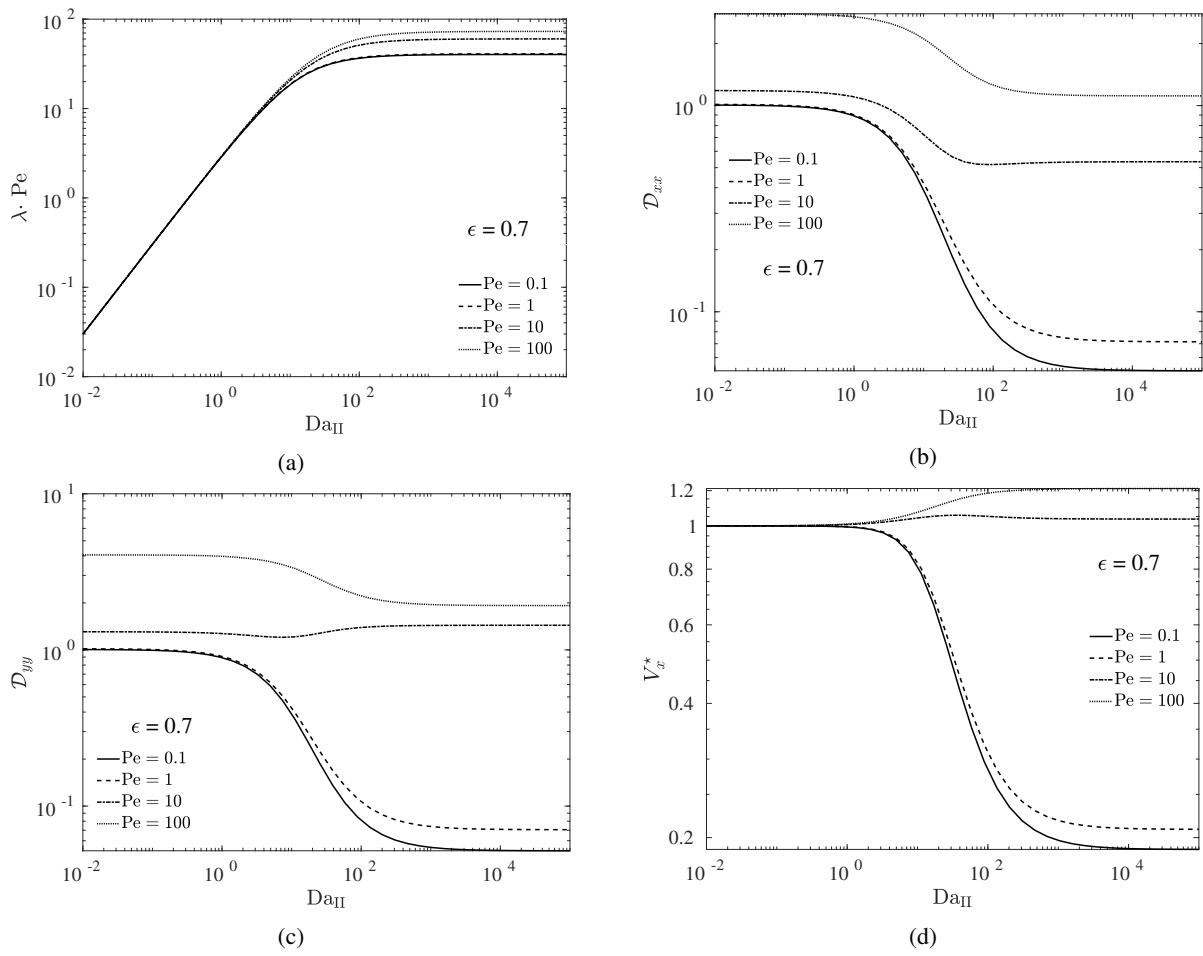 10 2
10 1
10 0
10 -1
10 -2
λ· Pe
ϵ = 0.7
Pe = 0.1
Pe = 1
Pe = 10
Pe = 100
10 -2
10 0
10 2
10 4
Da_II
(a)
10 0
10 -1
𝒟_xx
Pe = 0.1
Pe = 1
Pe = 10
Pe = 100
ϵ = 0.7
10 -2
10 0
10 2
10 4
Da_II
(b)
10 1
10 0
10 -1
𝒟_yy
ϵ = 0.7
Pe = 0.1
Pe = 1
Pe = 10
Pe = 100
10 -2
10 0
10 2
10 4
Da_II
(c)
1.2
1
0.8
0.6
0.4
0.2
V_x^⋆
ϵ = 0.7
Pe = 0.1
Pe = 1
Pe = 10
Pe = 100
10 -2
10 0
10 2
10 4
Da_II
(d)